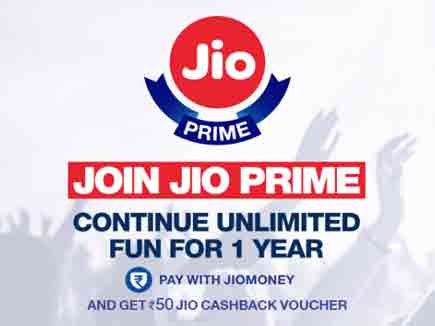 Jio
PRIME
JOIN JIO PRIME
CONTINUE UNLIMITED
FUN FOR 1 YEAR
₹ PAY WITH JIOMONEY
AND GET ₹50 JIO CASHBACK VOUCHER